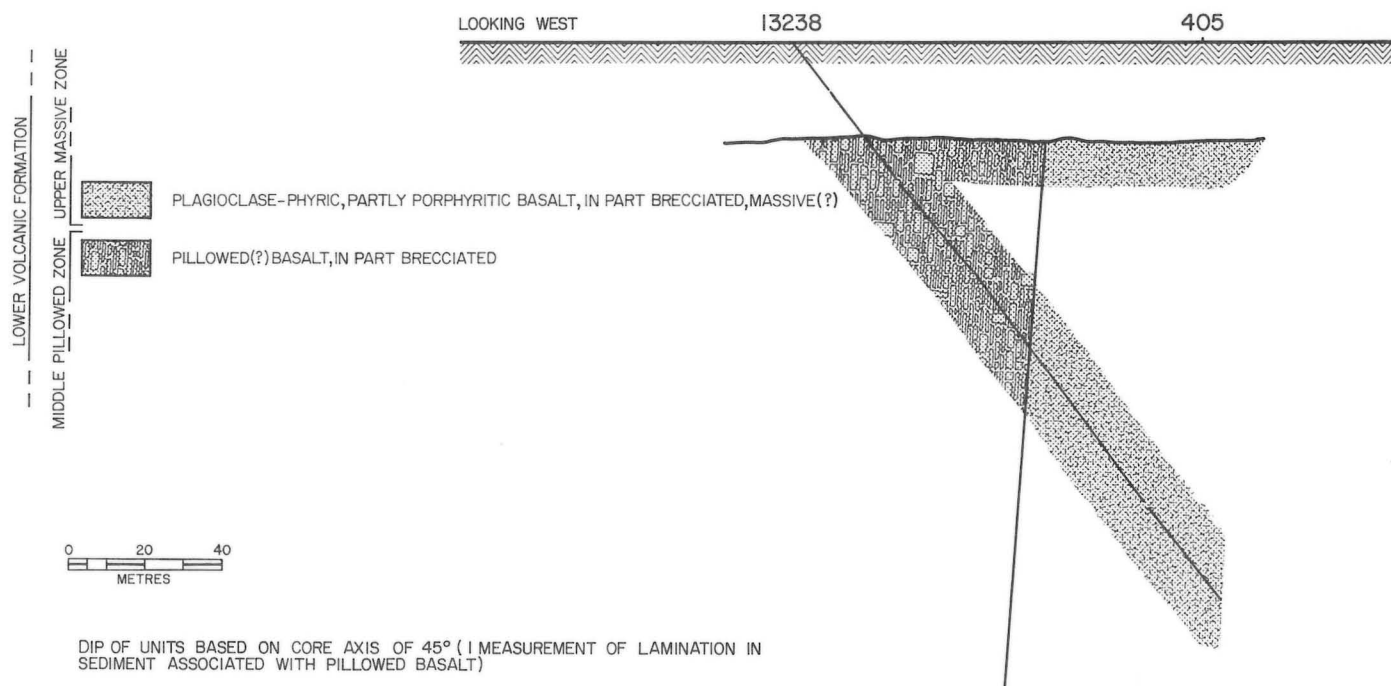 LOOKING WEST
13238
405
LOWER VOLCANIC FORMATION
UPPER MASSIVE ZONE
MIDDLE PILLOWED ZONE
PLAGIOCLASE-PHYRIC, PARTLY PORPHYRITIC BASALT, IN PART BRECCIATED, MASSIVE(?)
PILLOWED(?) BASALT, IN PART BRECCIATED
0 20 40
METRES
DIP OF UNITS BASED ON CORE AXIS OF 45° (1 MEASUREMENT OF LAMINATION IN
SEDIMENT ASSOCIATED WITH PILLOWED BASALT)